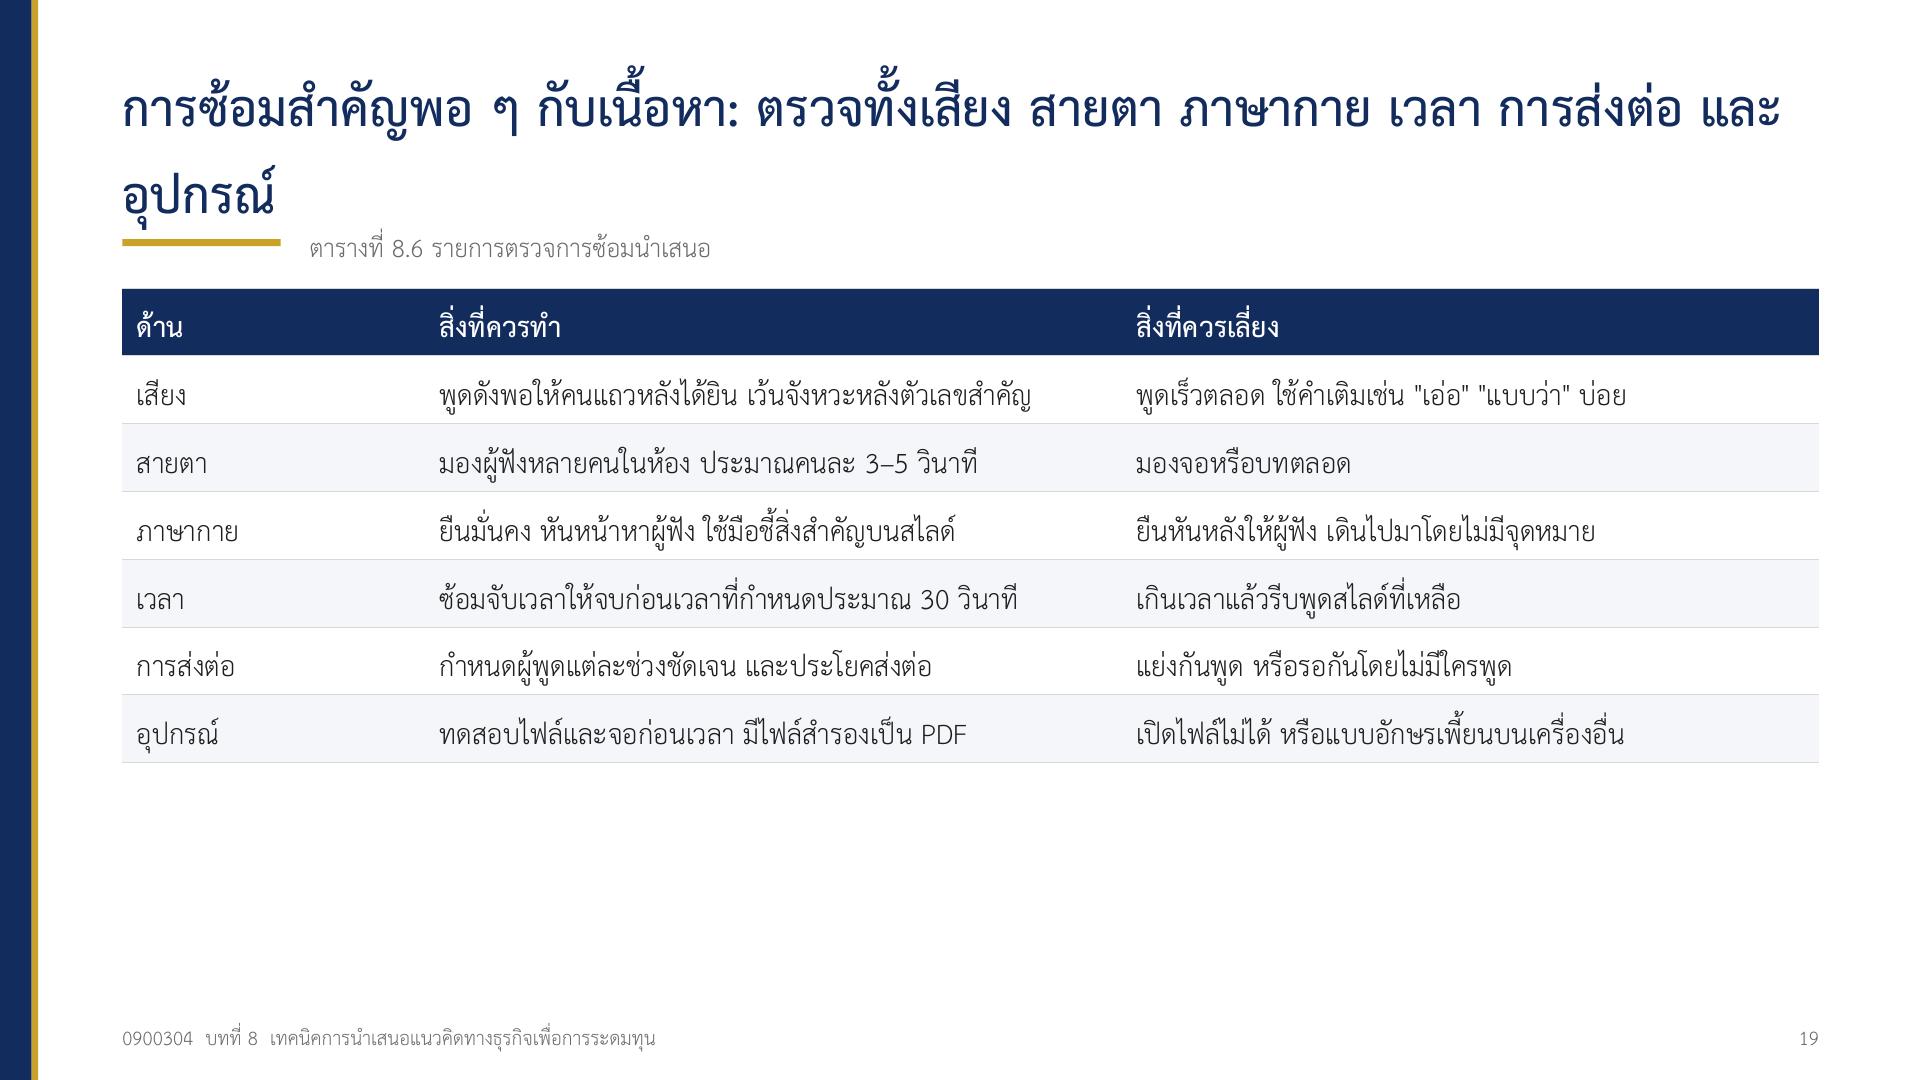 การซ้อมสำคัญพอ ๆ กับเนื้อหา: ตรวจทั้งเสียง สายตา ภาษากาย เวลา การส่งต่อ และ
อุปกรณ์
ตารางที่ 8.6 รายการตรวจการซ้อมนำเสนอ
ด้าน สิ่งที่ควรทำ สิ่งที่ควรเลี่ยง
เสียง พูดดังพอให้คนแถวหลังได้ยิน เว้นจังหวะหลังตัวเลขสำคัญ พูดเร็วตลอด ใช้คำเติมเช่น "เอ่อ" "แบบว่า" บ่อย
สายตา มองผู้ฟังหลายคนในห้อง ประมาณคนละ 3–5 วินาที มองจอหรือบทตลอด
ภาษากาย ยืนมั่นคง หันหน้าหาผู้ฟัง ใช้มือชี้สิ่งสำคัญบนสไลด์ ยืนหันหลังให้ผู้ฟัง เดินไปมาโดยไม่มีจุดหมาย
เวลา ซ้อมจับเวลาให้จบก่อนเวลาที่กำหนดประมาณ 30 วินาที เกินเวลาแล้วรีบพูดสไลด์ที่เหลือ
การส่งต่อ กำหนดผู้พูดแต่ละช่วงชัดเจน และประโยคส่งต่อ แย่งกันพูด หรือรอกันโดยไม่มีใครพูด
อุปกรณ์ ทดสอบไฟล์และจอก่อนเวลา มีไฟล์สำรองเป็น PDF เปิดไฟล์ไม่ได้ หรือแบบอักษรเพี้ยนบนเครื่องอื่น
0900304 บทที่ 8 เทคนิคการนำเสนอแนวคิดทางธุรกิจเพื่อการระดมทุน 19